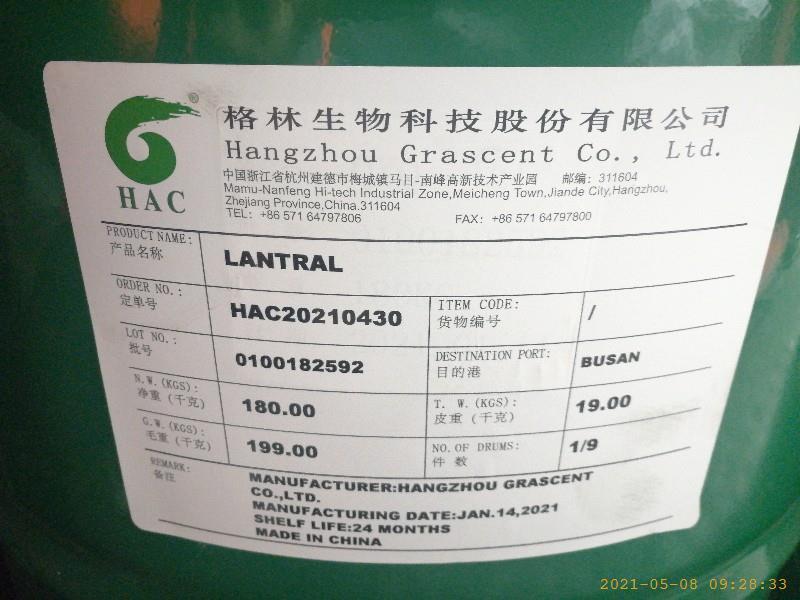 HAC
®
格林生物科技股份有限公司
Hangzhou Grascent Co., Ltd.
中国浙江省杭州建德市梅城镇马目-南峰高新技术产业园 邮编: 311604
Mamu-Nanfeng Hi-tech Industrial Zone,Meicheng Town,Jiande City,Hangzhou,
Zhejiang Province,China.311604
TEL: +86 571 64797806 FAX: +86 571 64797800
PRODUCT NAME:
产品名称
LANTRAL
ORDER NO.:
定单号
HAC20210430
ITEM CODE:
货物编号
/
LOT NO.:
批号
0100182592
DESTINATION PORT:
目的港
BUSAN
N.W.(KGS):
净重 (千克)
180.00
T. W.(KGS):
皮重 (千克)
19.00
G.W.(KGS):
毛重 (千克)
199.00
NO.OF DRUMS:
件 数
1/9
REMARK:
备注
MANUFACTURER:HANGZHOU GRASCENT
CO.,LTD.
MANUFACTURING DATE:JAN.14,2021
SHELF LIFE:24 MONTHS
MADE IN CHINA
2021-05-08 09:28:33